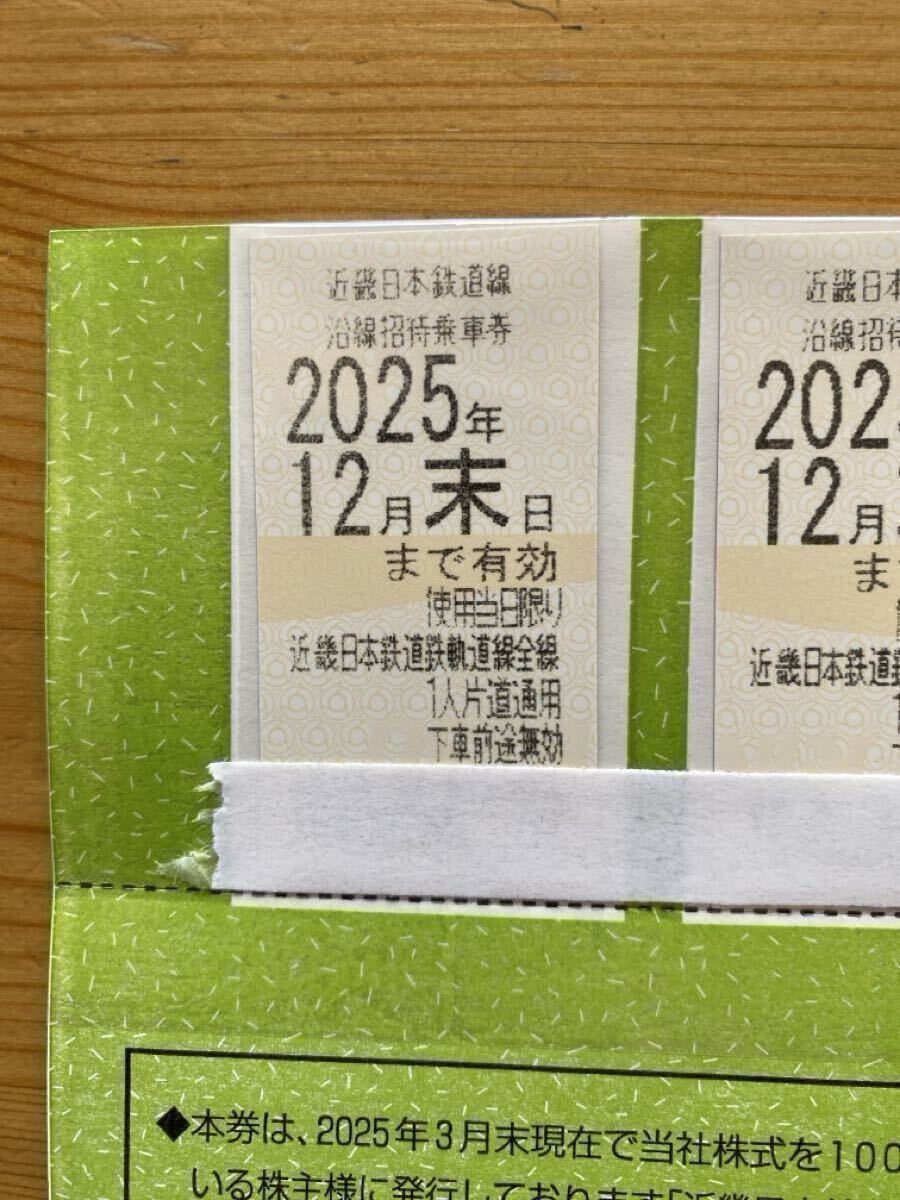 近畿日本鉄道線
沿線招待乗車券
2025年
12月末日
まで有効
使用当日限り
近畿日本鉄道鉄軌道線全線
1人片道通用
下車前途無効
近畿日本
沿線招待
202
12月
ま
近畿日本鉄道
◆本券は、2025年3月末現在で当社株式を100
いる株主様に発行しております「近畿